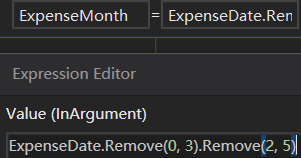 ExpenseMonth = ExpenseDate.Ren
Expression Editor
Value (InArgument)
ExpenseDate.Remove(0, 3).Remove(2, 5)